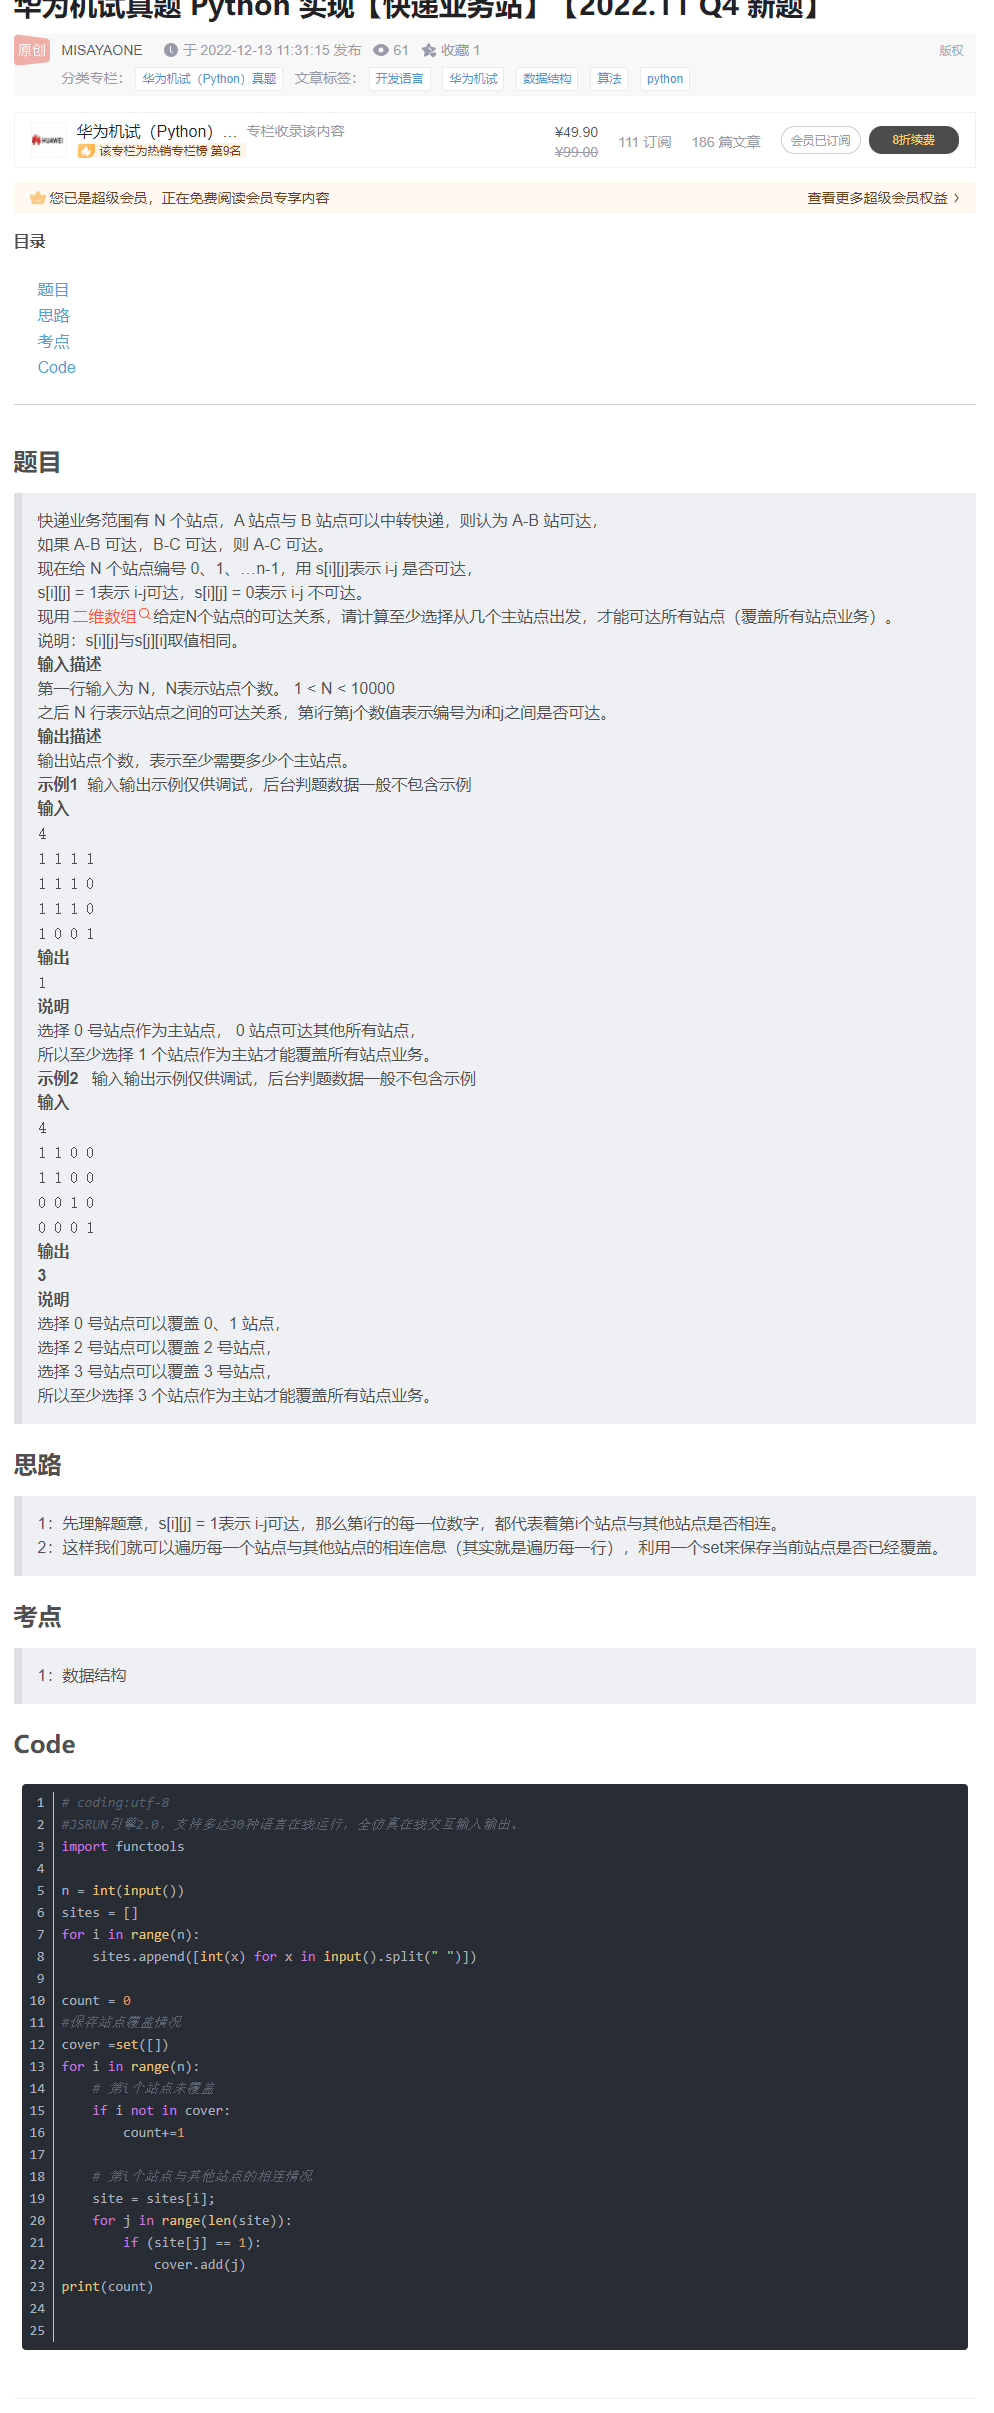 华为机试真题 Python 实现【快递业务站】【2022.11 Q4 新题】
原创 MISAYAONE 于 2022-12-13 11:31:15 发布 61 收藏 1 版权
分类专栏： 华为机试（Python）真题 文章标签： 开发语言 华为机试 数据结构 算法 python
HUAWEI 华为机试（Python）... 专栏收录该内容 ¥49.90 111 订阅 186 篇文章 会员已订阅 8折续费
该专栏为热销专栏榜 第9名 ¥99.00
您已是超级会员，正在免费阅读会员专享内容 查看更多超级会员权益
目录
题目
思路
考点
Code
题目
快递业务范围有 N 个站点，A 站点与 B 站点可以中转快递，则认为 A-B 站可达，
如果 A-B 可达，B-C 可达，则 A-C 可达。
现在给 N 个站点编号 0、1、…n-1，用 s[i][j]表示 i-j 是否可达，
s[i][j] = 1表示 i-j可达，s[i][j] = 0表示 i-j 不可达。
现用二维数组给定N个站点的可达关系，请计算至少选择从几个主站点出发，才能可达所有站点（覆盖所有站点业务）。
说明：s[i][j]与s[j][i]取值相同。
输入描述
第一行输入为 N，N表示站点个数。 1 < N < 10000
之后 N 行表示站点之间的可达关系，第i行第j个数值表示编号为i和j之间是否可达。
输出描述
输出站点个数，表示至少需要多少个主站点。
示例1 输入输出示例仅供调试，后台判题数据一般不包含示例
输入
4
1 1 1 1
1 1 1 0
1 1 1 0
1 0 0 1
输出
1
说明
选择 0 号站点作为主站点， 0 站点可达其他所有站点，
所以至少选择 1 个站点作为主站才能覆盖所有站点业务。
示例2 输入输出示例仅供调试，后台判题数据一般不包含示例
输入
4
1 1 0 0
1 1 0 0
0 0 1 0
0 0 0 1
输出
3
说明
选择 0 号站点可以覆盖 0、1 站点，
选择 2 号站点可以覆盖 2 号站点，
选择 3 号站点可以覆盖 3 号站点，
所以至少选择 3 个站点作为主站才能覆盖所有站点业务。
思路
1：先理解题意，s[i][j] = 1表示 i-j可达，那么第i行的每一位数字，都代表着第i个站点与其他站点是否相连。
2：这样我们就可以遍历每一个站点与其他站点的相连信息（其实就是遍历每一行），利用一个set来保存当前站点是否已经覆盖。
考点
1：数据结构
Code
1 # coding:utf-8
2 #JSRUN引擎2.0，支持多达30种语言在线运行，全仿真在线交互输入输出。
3 import functools
4
5 n = int(input())
6 sites = []
7 for i in range(n):
8 sites.append([int(x) for x in input().split(" ")])
9
10 count = 0
11 #保存站点覆盖情况
12 cover =set([])
13 for i in range(n):
14 # 第i个站点未覆盖
15 if i not in cover:
16 count+=1
17
18 # 第i个站点与其他站点的相连情况
19 site = sites[i];
20 for j in range(len(site)):
21 if (site[j] == 1):
22 cover.add(j)
23 print(count)
24
25